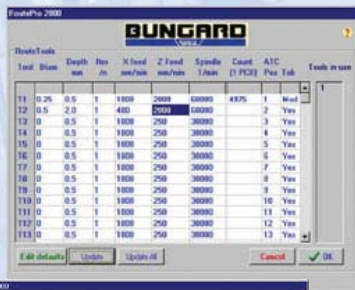 RoutePro 2000
BUNGARD
RouteTools
Tool Diam Depth mm /n X feed mm/min Z Feed mm/min Spindle 1/min Count (1 PCB) ATC Pos Tab Tools in use
1
T1 0.25 0.5 1 1000 2000 60000 4975 1
T2 0.5 2.0 1 400 2000 60000 2 Yes
T3 0 0.5 1 1000 250 30000 3 Yes
T4 0 0.5 1 1000 250 30000 4 Yes
T5 0 0.5 1 1000 250 30000 5 Yes
T6 0 0.5 1 1000 250 30000 6 Yes
T7 0 0.5 1 1000 250 30000 7 Yes
T8 0 0.5 1 1000 250 30000 8 Yes
T9 0 0.5 1 1000 250 30000 9 Yes
T10 0 0.5 1 1000 250 30000 10 Yes
T11 0 0.5 1 1000 250 30000 11 Yes
T12 0 0.5 1 1000 250 30000 12 Yes
T13 0 0.5 1 1000 250 30000 13 Yes
Edit defaults Update Update All Cancel OK